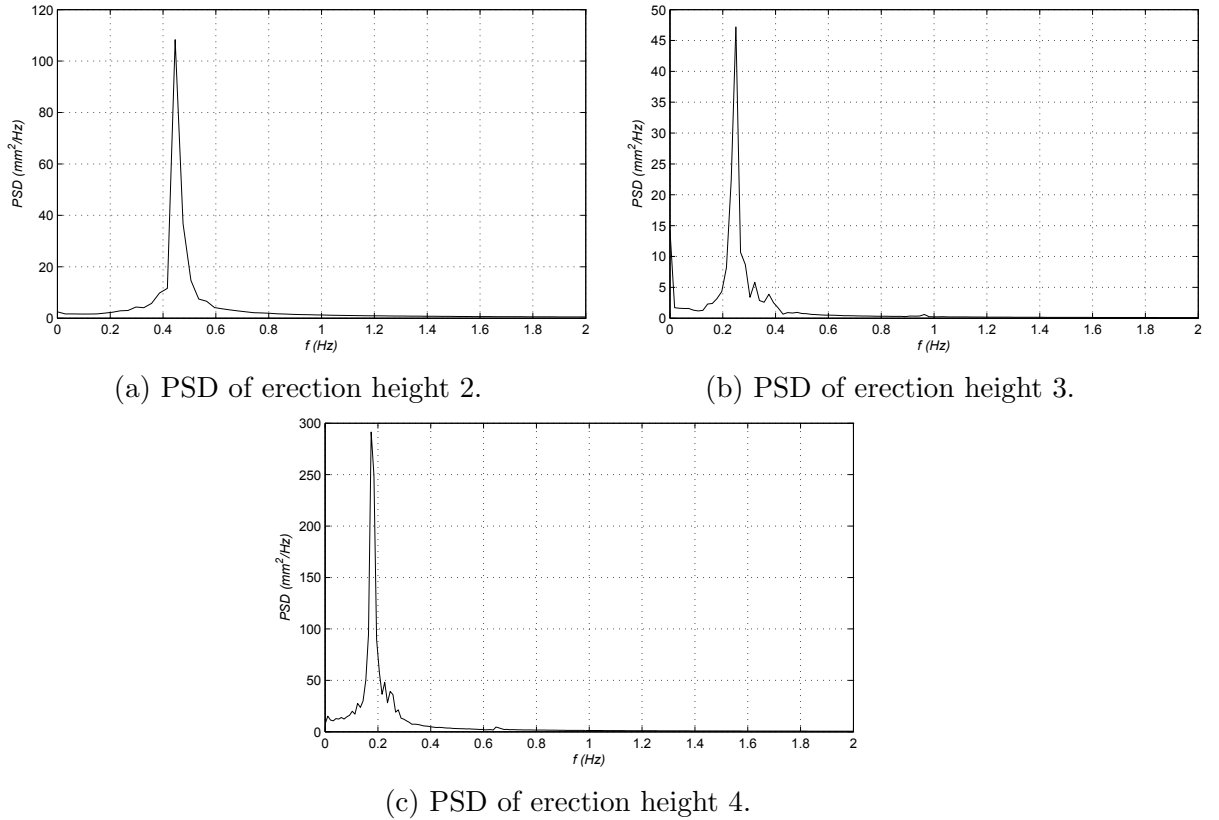 120
100
80
60
40
20
0
PSD (mm²/Hz)
0 0.2 0.4 0.6 0.8 1 1.2 1.4 1.6 1.8 2
f (Hz)
(a) PSD of erection height 2.
50
45
40
35
30
25
20
15
10
5
0
PSD (mm²/Hz)
0 0.2 0.4 0.6 0.8 1 1.2 1.4 1.6 1.8 2
f (Hz)
(b) PSD of erection height 3.
300
250
200
150
100
50
0
PSD (mm²/Hz)
0 0.2 0.4 0.6 0.8 1 1.2 1.4 1.6 1.8 2
f (Hz)
(c) PSD of erection height 4.